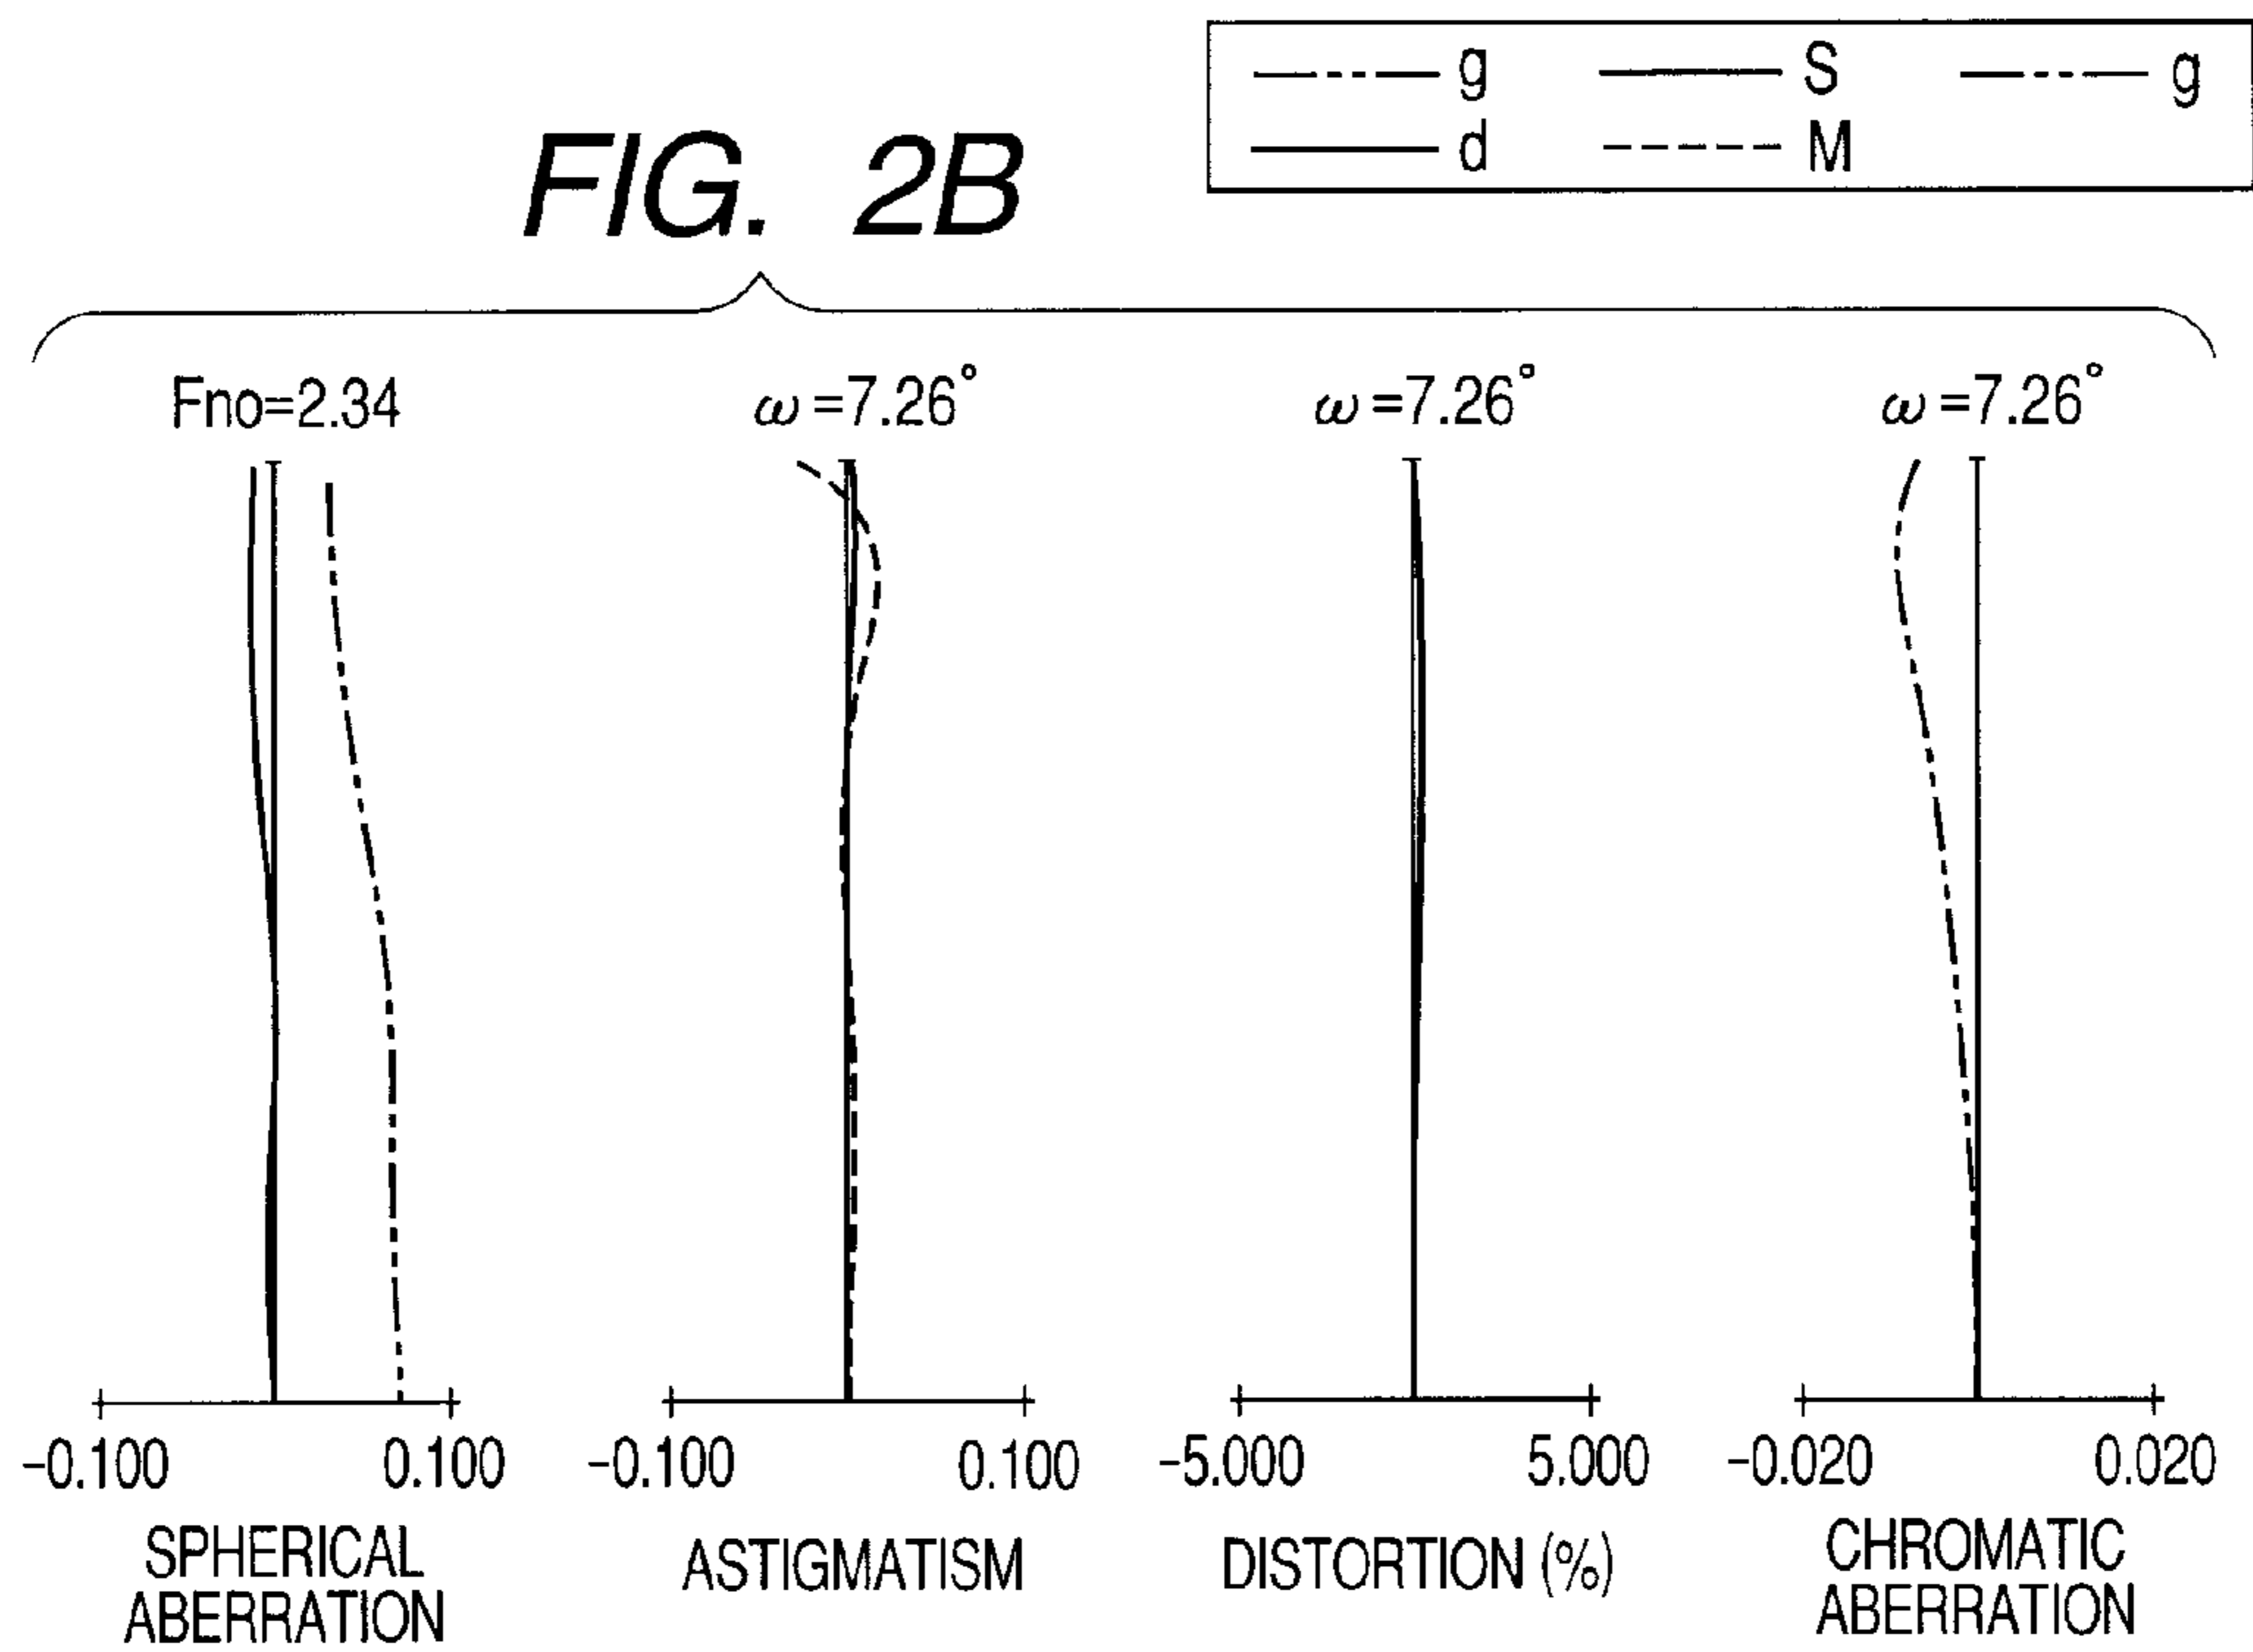 g S g
d M
FIG. 2B
Fno=2.34 ω=7.26° ω=7.26° ω=7.26°
-0.100 0.100 -0.100 0.100 -5.000 5.000 -0.020 0.020
SPHERICAL
ABERRATION
ASTIGMATISM
DISTORTION (%)
CHROMATIC
ABERRATION